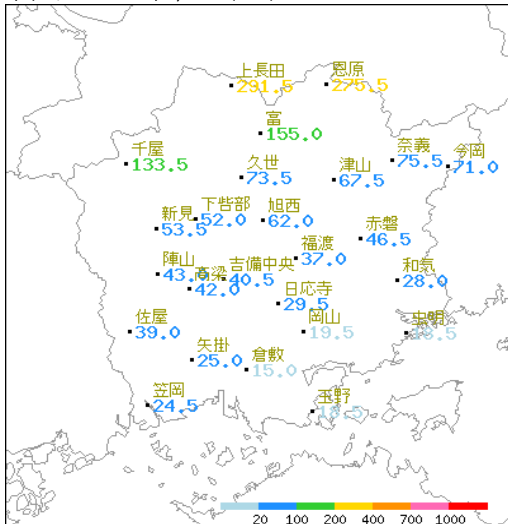 上長田
291.5
恩原
275.5
富
155.0
千屋
133.5
奈義
75.5
今岡
71.0
久世
73.5
津山
67.5
下呰部
52.0
旭西
62.0
新見
53.5
赤磐
46.5
福渡
37.0
陣山
43.0
高梁
42.0
吉備中央
40.5
和気
28.0
日応寺
29.5
佐屋
39.0
岡山
19.5
虫明
矢掛
25.0
倉敷
15.0
笠岡
24.5
玉野
20 100 200 400 700 1000